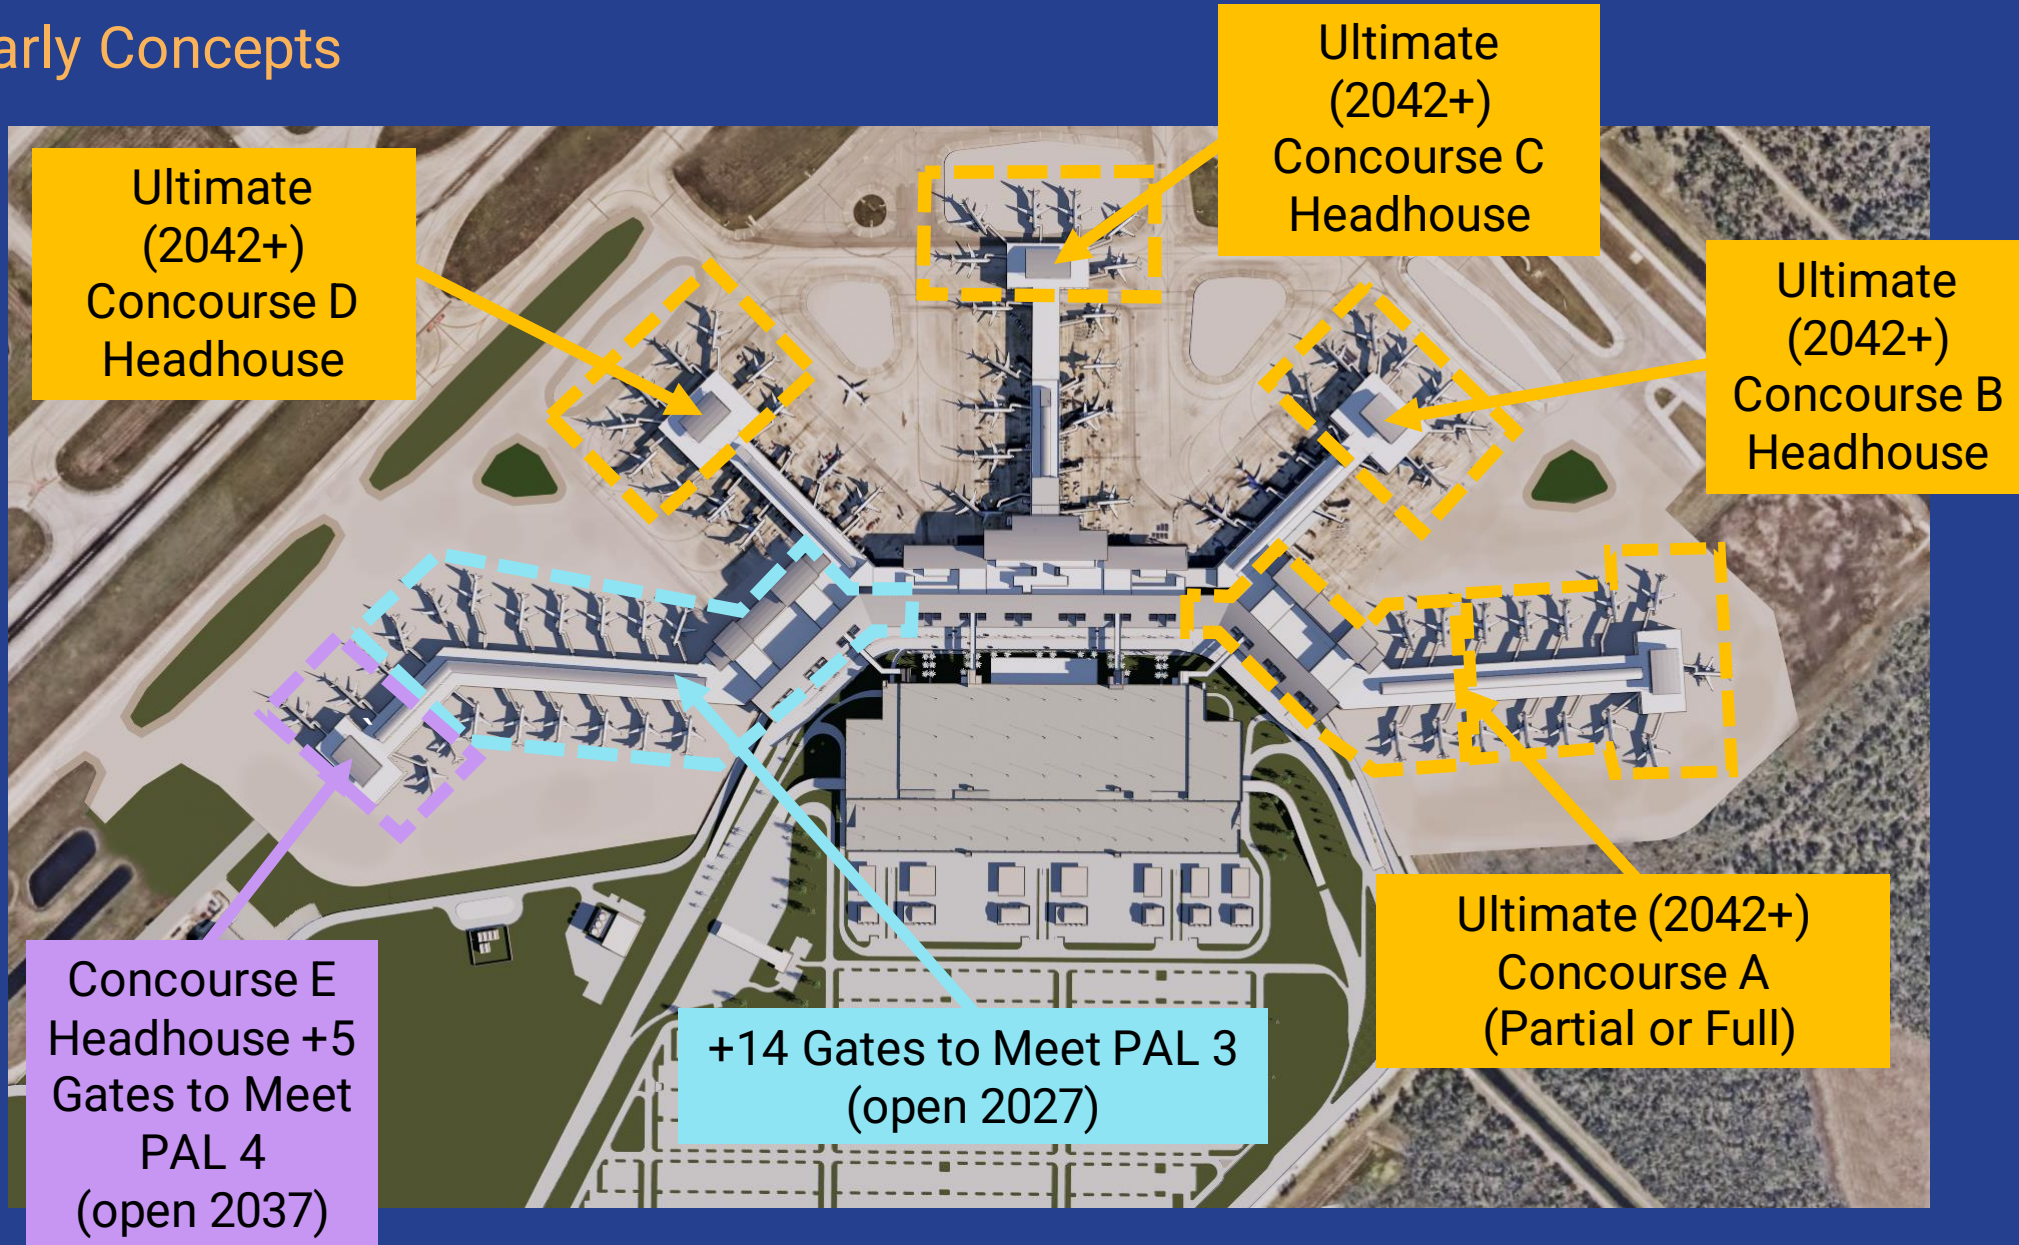 arly Concepts
Ultimate
(2042+)
Concourse C
Headhouse
Ultimate
(2042+)
Concourse D
Headhouse
Ultimate
(2042+)
Concourse B
Headhouse
Ultimate (2042+)
Concourse A
(Partial or Full)
Concourse E
Headhouse +5
Gates to Meet
PAL 4
(open 2037)
+14 Gates to Meet PAL 3
(open 2027)